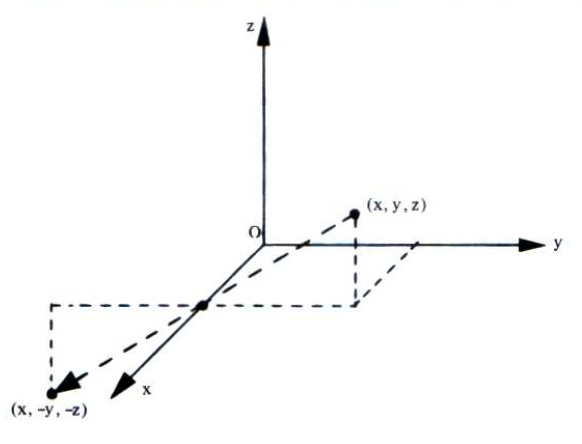 z
(x, y, z)
O
y
x
(x, -y, -z)